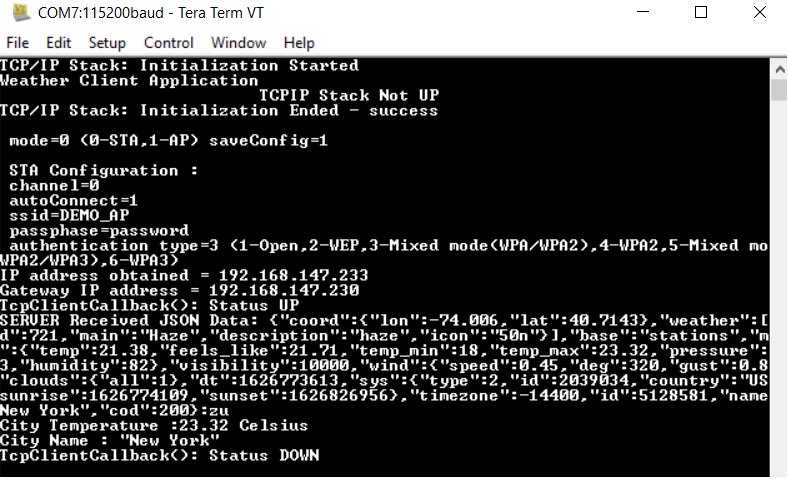 COM7:115200baud - Tera Term VT
File Edit Setup Control Window Help
TCP/IP Stack: Initialization Started
Weather Client Application
TCPIP Stack Not UP
TCP/IP Stack: Initialization Ended - success
mode=0 (0-STA,1-AP) saveConfig=1
STA Configuration :
channel=0
autoConnect=1
ssid=DEMO_AP
passphase=password
authentication type=3 (1-Open,2-WEP,3-Mixed mode(WPA/WPA2),4-WPA2,5-Mixed mo
WPA2/WPA3),6-WPA3)
IP address obtained = 192.168.147.233
Gateway IP address = 192.168.147.230
TcpClientCallback(): Status UP
SERVER Received JSON Data: {"coord":{"lon":-74.006,"lat":40.7143},"weather":[
d":721,"main":"Haze","description":"haze","icon":"50n"}],"base":"stations","m
":{"temp":21.38,"feels_like":21.71,"temp_min":18,"temp_max":23.32,"pressure":
3,"humidity":82},"visibility":10000,"wind":{"speed":0.45,"deg":320,"gust":0.8
"clouds":{"all":1},"dt":1626773613,"sys":{"type":2,"id":2039034,"country":"US
sunrise":1626774109,"sunset":1626826956},"timezone":-14400,"id":5128581,"name
New York","cod":200}:zu
City Temperature :23.32 Celsius
City Name : "New York"
TcpClientCallback(): Status DOWN